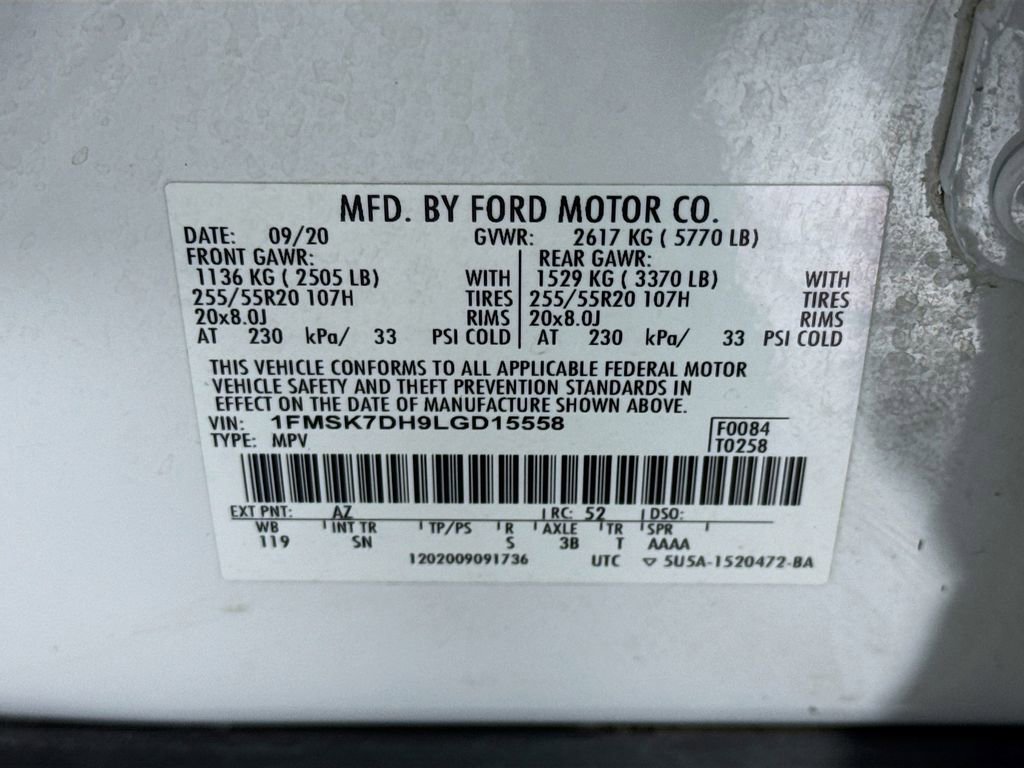 MFD. BY FORD MOTOR CO.
DATE: 09/20 GVWR: 2617 KG ( 5770 LB)
FRONT GAWR: REAR GAWR:
1136 KG ( 2505 LB) WITH 1529 KG ( 3370 LB) WITH
255/55R20 107H TIRES 255/55R20 107H TIRES
20x8.0J RIMS 20x8.0J RIMS
AT 230 kPa/ 33 PSI COLD AT 230 kPa/ 33 PSI COLD
THIS VEHICLE CONFORMS TO ALL APPLICABLE FEDERAL MOTOR
VEHICLE SAFETY AND THEFT PREVENTION STANDARDS IN
EFFECT ON THE DATE OF MANUFACTURE SHOWN ABOVE.
VIN: 1FMSK7DH9LGD15558 F0084
TYPE: MPV T0258
EXT PNT: AZ RC: 52 DSO:
WB INT TR TP/PS R AXLE TR SPR
119 SN S 3B T AAAA
1202009091736 UTC ▽ 5U5A-1520472-BA